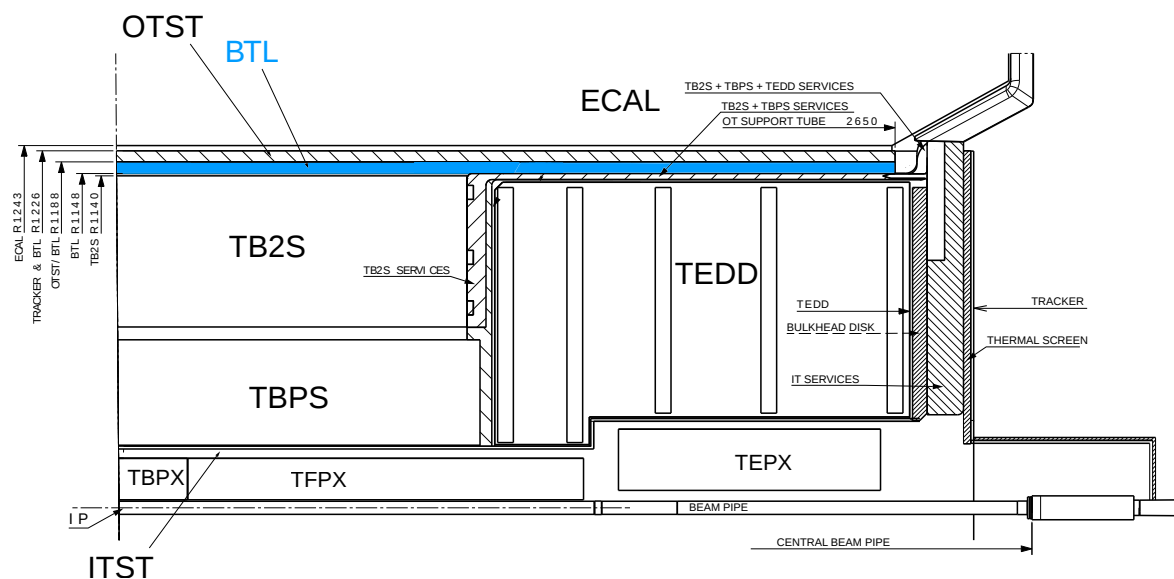 OTST
BTL
ECAL
TB2S + TBPS + TEDD SERVICES
TB2S + TBPS SERVICES
OT SUPPORT TUBE 2650
ECAL R1243
TRACKER & BTL R1226
OTST/ BTL R1188
BTL R1148
TB2S R1140
TB2S
TB2S SERVICES
TEDD
TEDD
BULKHEAD DISK
TRACKER
THERMAL SCREEN
IT SERVICES
TBPS
TBPX
TFPX
TEPX
BEAM PIPE
IP
CENTRAL BEAM PIPE
ITST